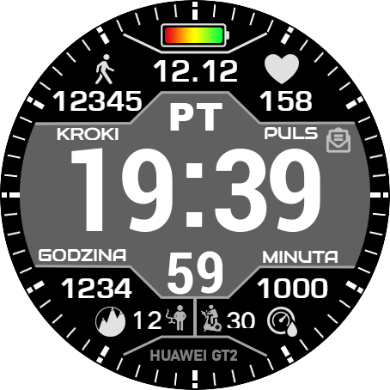 12.12
12345 158
PT
KROKI PULS
19:39
GODZINA MINUTA
59
1234 1000
12 30
HUAWEI GT2